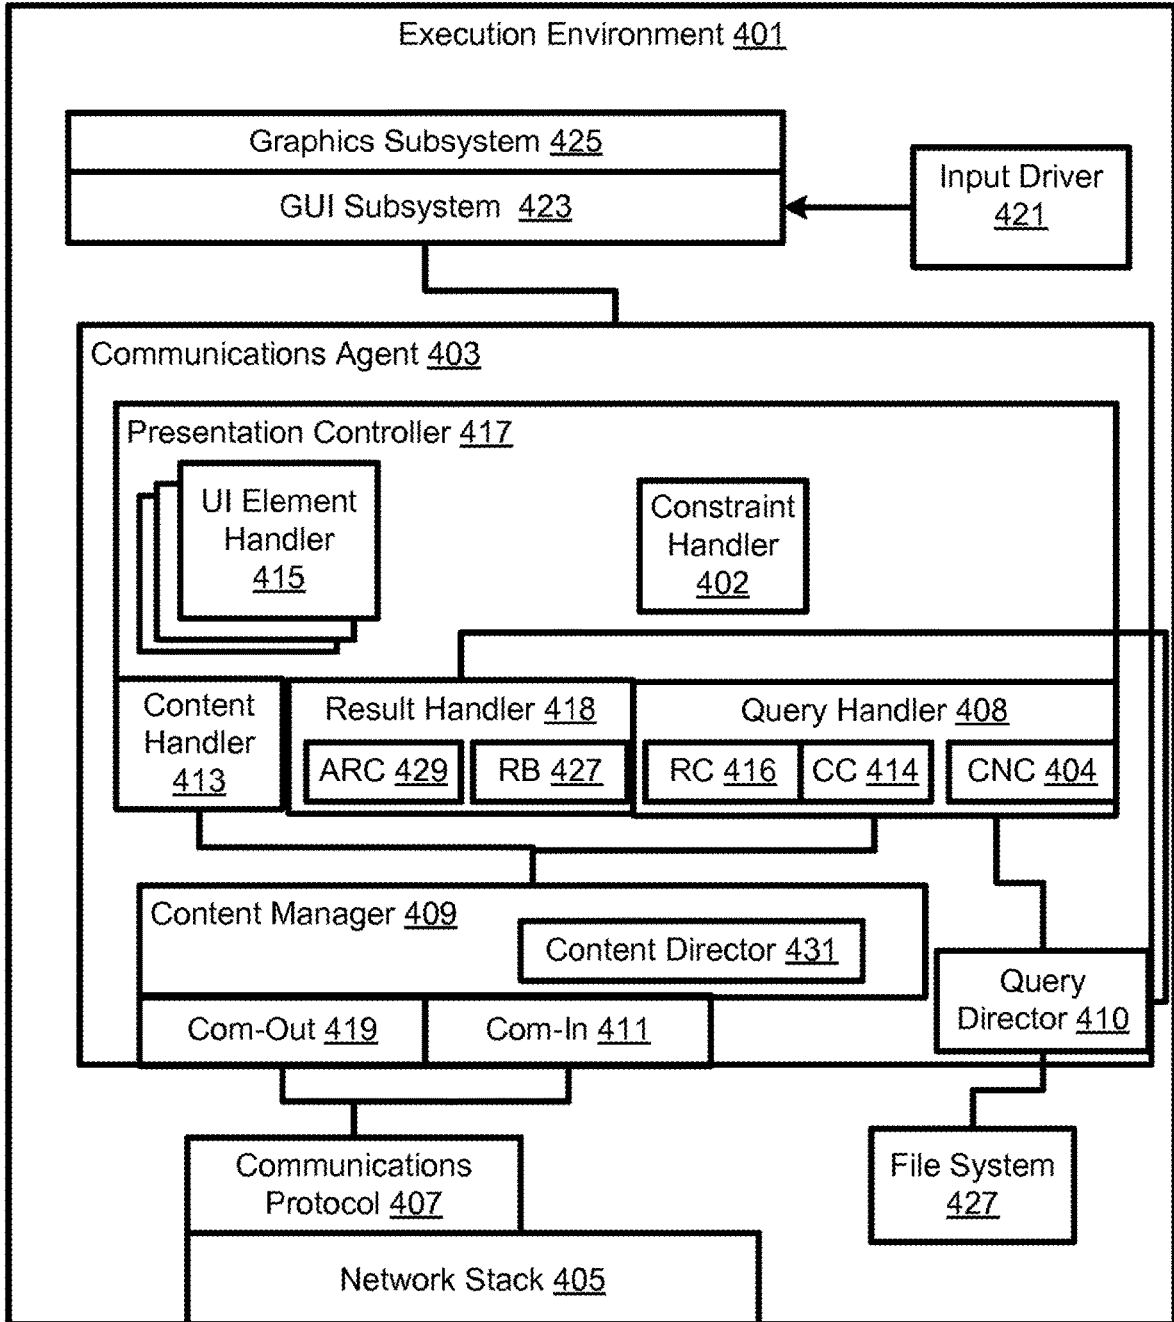 Execution Environment 401
Graphics Subsystem 425
GUI Subsystem 423
Input Driver
421
Communications Agent 403
Presentation Controller 417
UI Element
Handler
415
Constraint
Handler
402
Content
Handler
413
Result Handler 418
ARC 429
RB 427
Query Handler 408
RC 416
CC 414
CNC 404
Content Manager 409
Content Director 431
Com-Out 419
Com-In 411
Query
Director 410
Communications
Protocol 407
Network Stack 405
File System
427